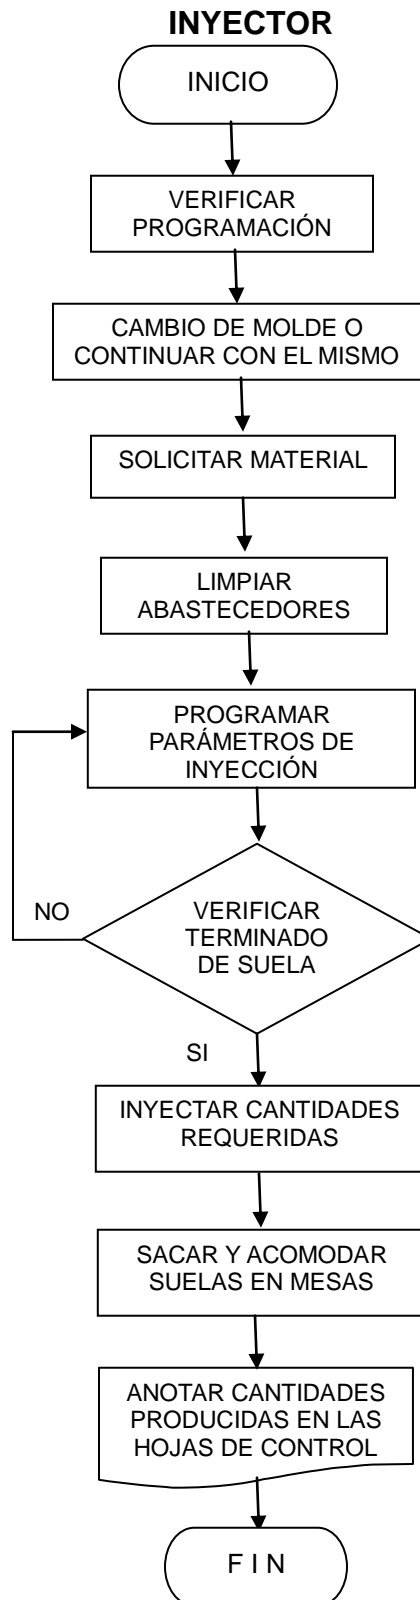 INYECTOR
INICIO
VERIFICAR
PROGRAMACIÓN
CAMBIO DE MOLDE O
CONTINUAR CON EL MISMO
SOLICITAR MATERIAL
LIMPIAR
ABASTECEDORES
PROGRAMAR
PARÁMETROS DE
INYECCIÓN
NO
VERIFICAR
TERMINADO
DE SUELA
SI
INYECTAR CANTIDADES
REQUERIDAS
SACAR Y ACOMODAR
SUELAS EN MESAS
ANOTAR CANTIDADES
PRODUCIDAS EN LAS
HOJAS DE CONTROL
F I N